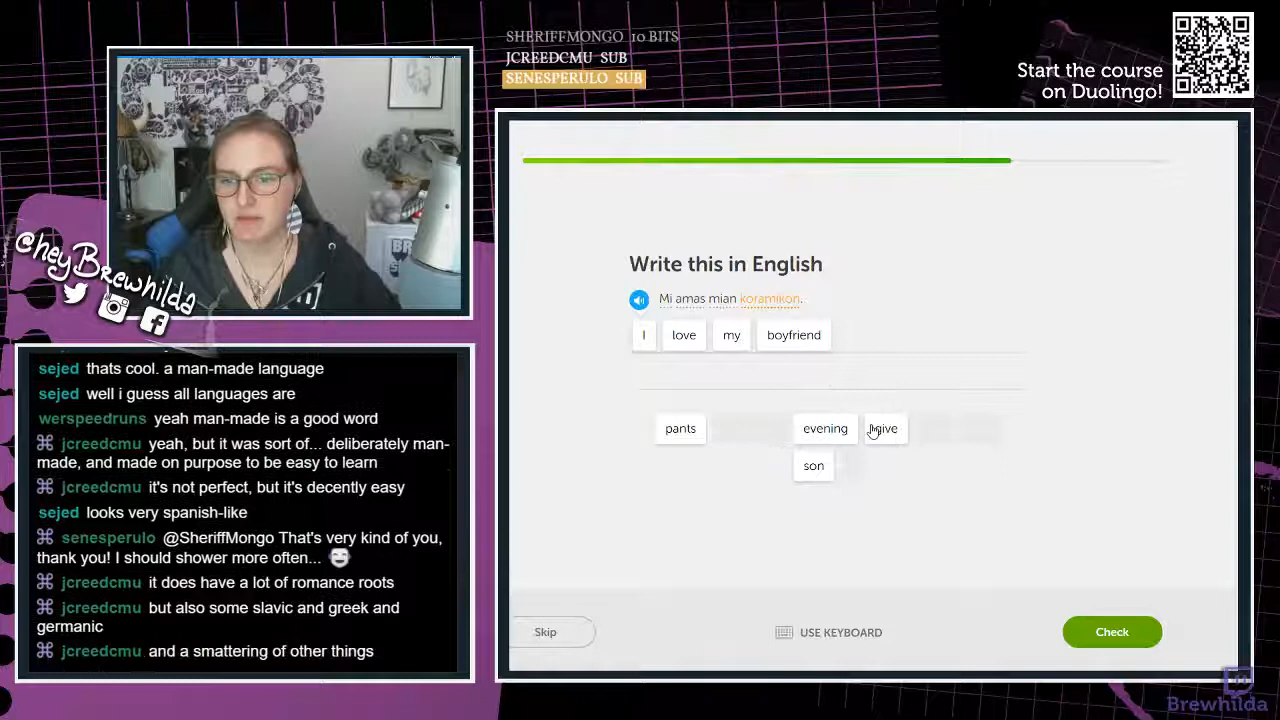 SHERIFFMONGO 10 BITS
JCREEDCMU SUB
SENESPERULO SUB
Start the course
on Duolingo!
@heyBrewhilda
sejed thats cool. a man-made language
sejed well i guess all languages are
werspeedruns yeah man-made is a good word
jcreedcmu yeah, but it was sort of... deliberately man-
made, and made on purpose to be easy to learn
jcreedcmu it's not perfect, but it's decently easy
sejed looks very spanish-like
senesperulo @SheriffMongo That's very kind of you,
thank you! I should shower more often...
jcreedcmu it does have a lot of romance roots
jcreedcmu but also some slavic and greek and
germanic
jcreedcmu and a smattering of other things
Write this in English
Mi amas mian koramikon.
I love my boyfriend
pants evening give
son
Skip
USE KEYBOARD
Check
Brewhilda